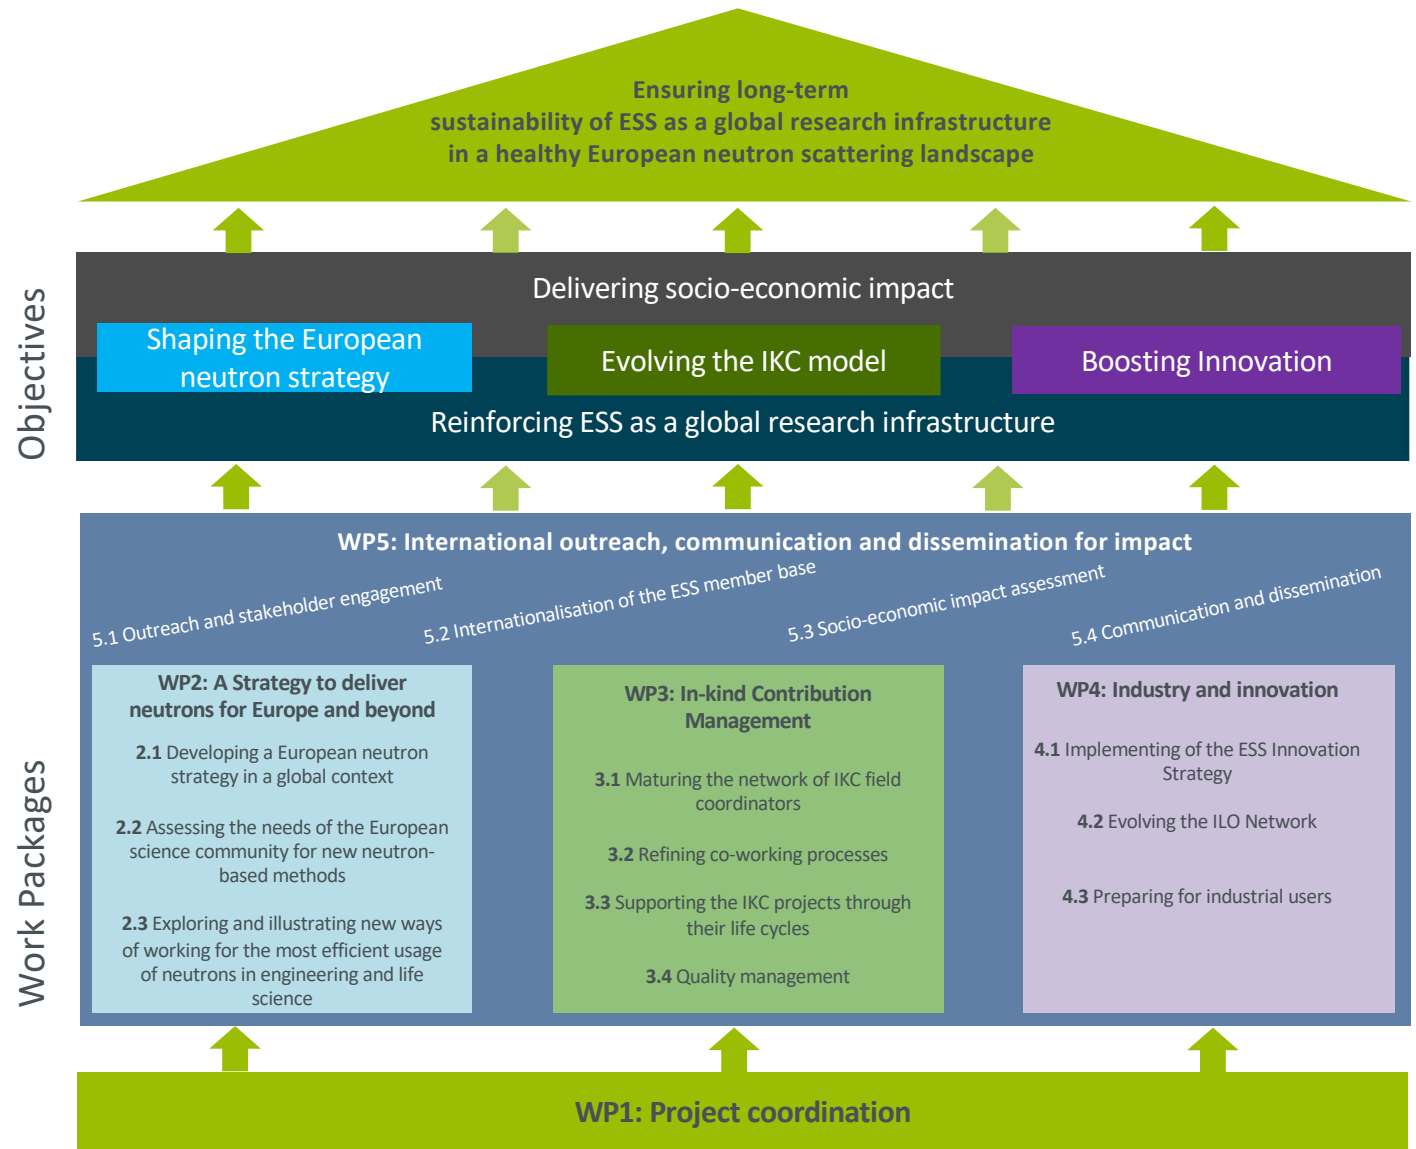 Ensuring long-term
sustainability of ESS as a global research infrastructure
in a healthy European neutron scattering landscape
Objectives
Delivering socio-economic impact
Shaping the European
neutron strategy
Evolving the IKC model
Boosting Innovation
Reinforcing ESS as a global research infrastructure
Work Packages
WP5: International outreach, communication and dissemination for impact
5.1 Outreach and stakeholder engagement
5.2 Internationalisation of the ESS member base
5.3 Socio-economic impact assessment
5.4 Communication and dissemination
WP2: A Strategy to deliver
neutrons for Europe and beyond
2.1 Developing a European neutron
strategy in a global context
2.2 Assessing the needs of the European
science community for new neutron-
based methods
2.3 Exploring and illustrating new ways
of working for the most efficient usage
of neutrons in engineering and life
science
WP3: In-kind Contribution
Management
3.1 Maturing the network of IKC field
coordinators
3.2 Refining co-working processes
3.3 Supporting the IKC projects through
their life cycles
3.4 Quality management
WP4: Industry and innovation
4.1 Implementing of the ESS Innovation
Strategy
4.2 Evolving the ILO Network
4.3 Preparing for industrial users
WP1: Project coordination